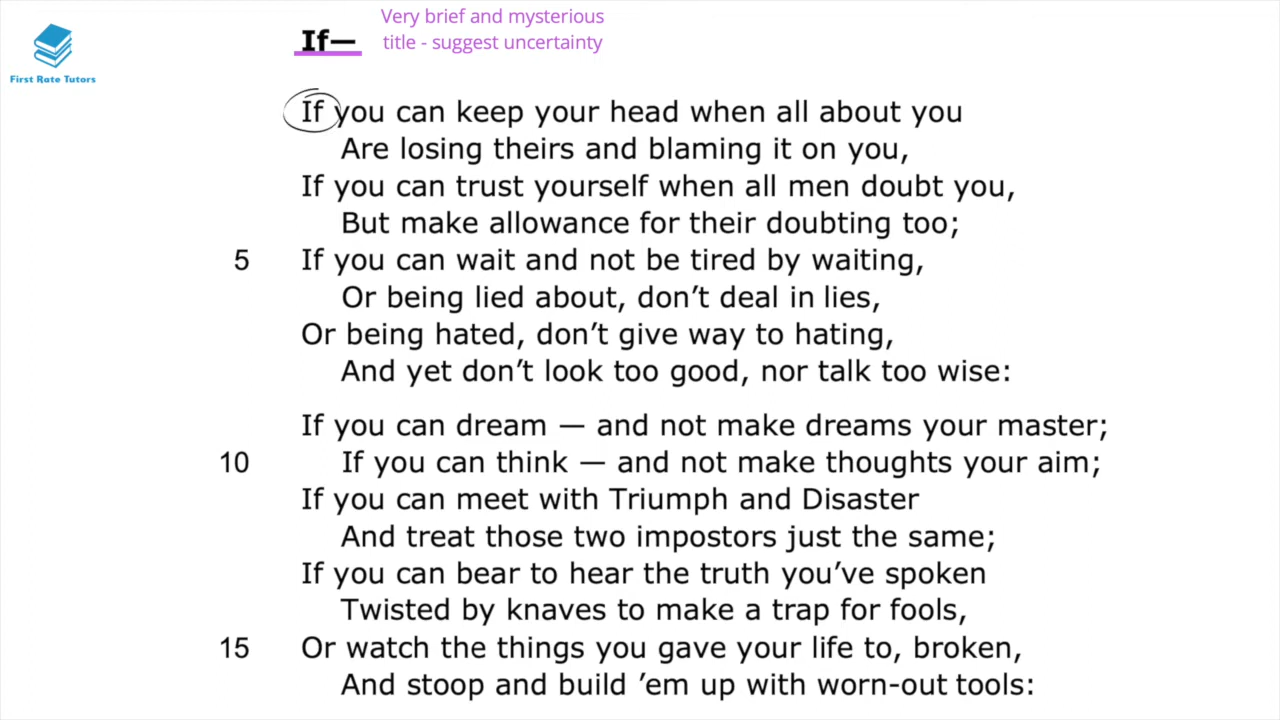 First Rate Tutors
If—
Very brief and mysterious
title - suggest uncertainty
If you can keep your head when all about you
Are losing theirs and blaming it on you,
If you can trust yourself when all men doubt you,
But make allowance for their doubting too;
5 If you can wait and not be tired by waiting,
Or being lied about, don’t deal in lies,
Or being hated, don’t give way to hating,
And yet don’t look too good, nor talk too wise:
If you can dream — and not make dreams your master;
10 If you can think — and not make thoughts your aim;
If you can meet with Triumph and Disaster
And treat those two impostors just the same;
If you can bear to hear the truth you’ve spoken
Twisted by knaves to make a trap for fools,
15 Or watch the things you gave your life to, broken,
And stoop and build ’em up with worn-out tools: